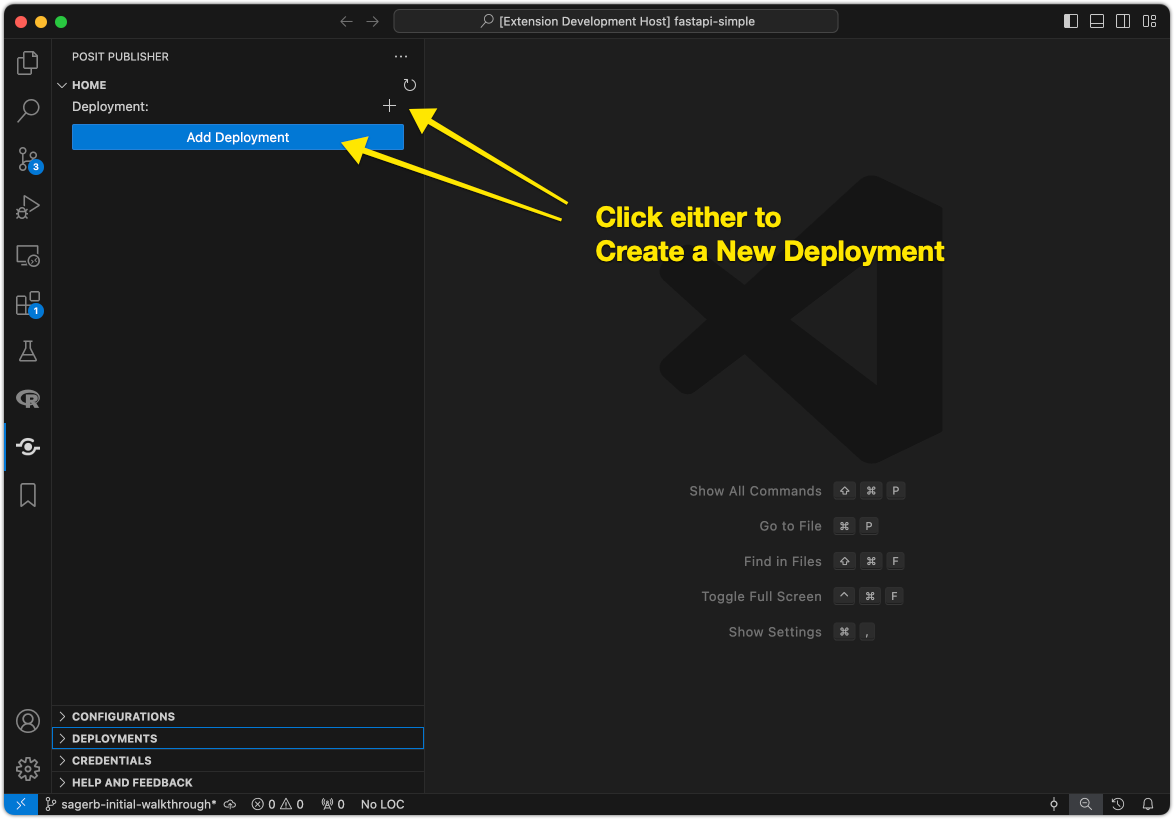 [Extension Development Host] fastapi-simple
POSIT PUBLISHER
HOME
Deployment:
Add Deployment
Click either to
Create a New Deployment
3
1
R
Show All Commands ⇧ ⌘ P
Go to File ⌘ P
Find in Files ⇧ ⌘ F
Toggle Full Screen ^ ⌘ F
Show Settings ⌘ ,
CONFIGURATIONS
DEPLOYMENTS
CREDENTIALS
HELP AND FEEDBACK
sagerb-initial-walkthrough* 0 0 0 No LOC